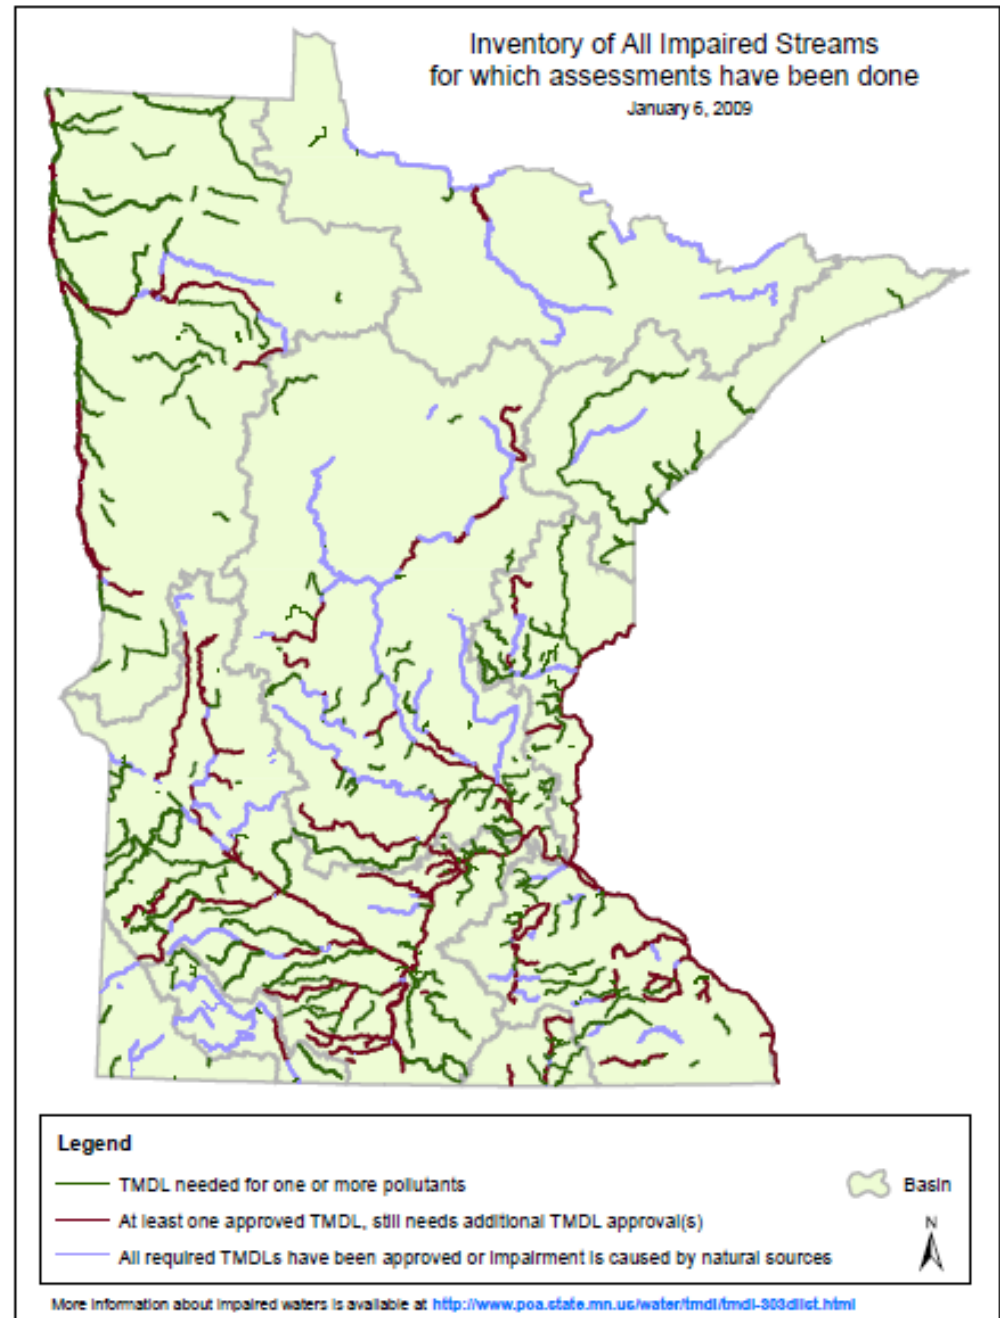 Inventory of All Impaired Streams
for which assessments have been done
January 6, 2009
Legend
TMDL needed for one or more pollutants
Basin
At least one approved TMDL, still needs additional TMDL approval(s)
N
All required TMDLs have been approved or impairment is caused by natural sources
More information about impaired waters is available at http://www.pca.state.mn.us/water/tmdl/tmdl-303dlist.html